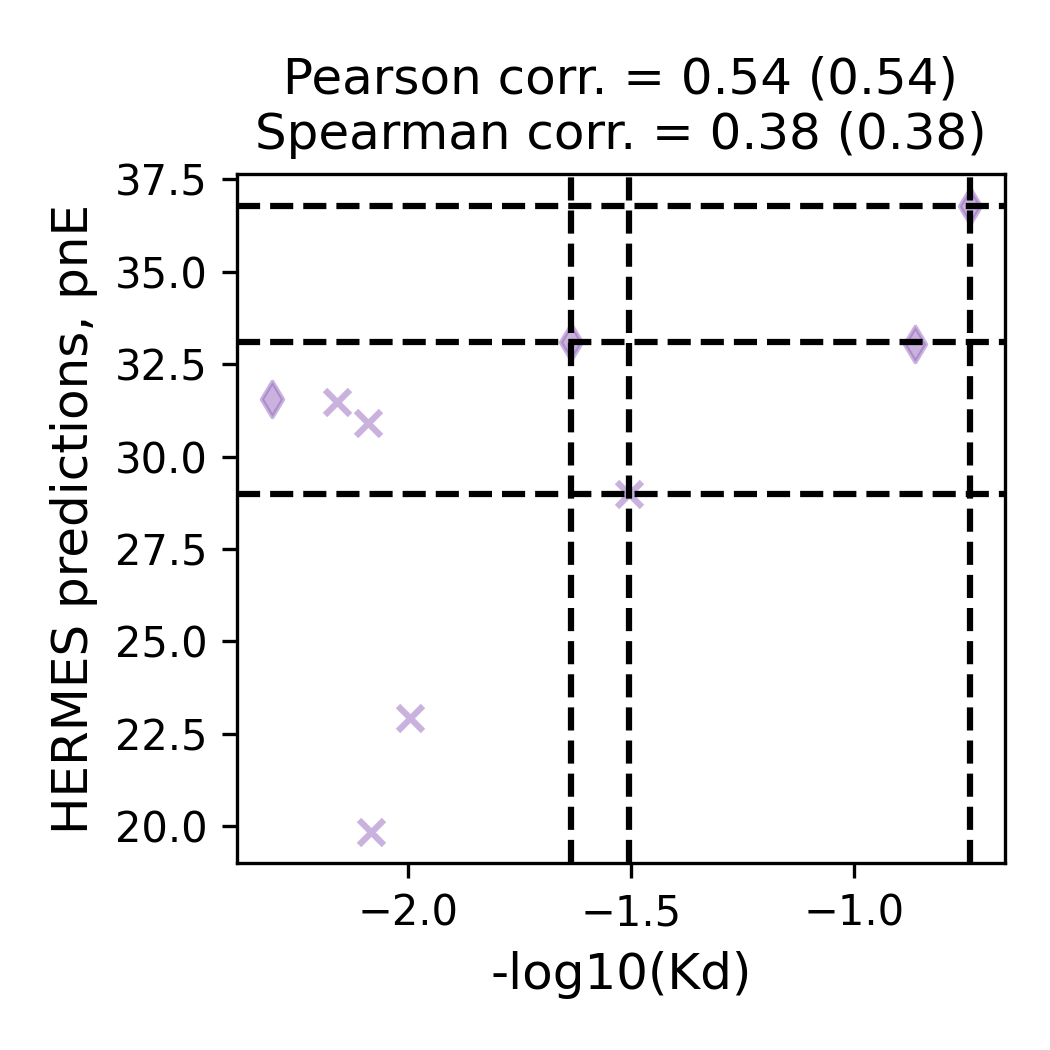 Pearson corr. = 0.54 (0.54)
Spearman corr. = 0.38 (0.38)
HERMES predictions, pnE
37.5
35.0
32.5
30.0
27.5
25.0
22.5
20.0
−2.0 −1.5 −1.0
-log10(Kd)